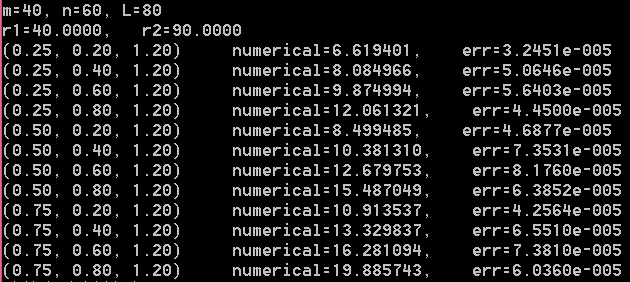 m=40, n=60, L=80
r1=40.0000, r2=90.0000
(0.25, 0.20, 1.20) numerical=6.619401, err=3.2451e-005
(0.25, 0.40, 1.20) numerical=8.084966, err=5.0646e-005
(0.25, 0.60, 1.20) numerical=9.874994, err=5.6403e-005
(0.25, 0.80, 1.20) numerical=12.061321, err=4.4500e-005
(0.50, 0.20, 1.20) numerical=8.499485, err=4.6877e-005
(0.50, 0.40, 1.20) numerical=10.381310, err=7.3531e-005
(0.50, 0.60, 1.20) numerical=12.679753, err=8.1760e-005
(0.50, 0.80, 1.20) numerical=15.487049, err=6.3852e-005
(0.75, 0.20, 1.20) numerical=10.913537, err=4.2564e-005
(0.75, 0.40, 1.20) numerical=13.329837, err=6.5510e-005
(0.75, 0.60, 1.20) numerical=16.281094, err=7.3810e-005
(0.75, 0.80, 1.20) numerical=19.885743, err=6.0360e-005